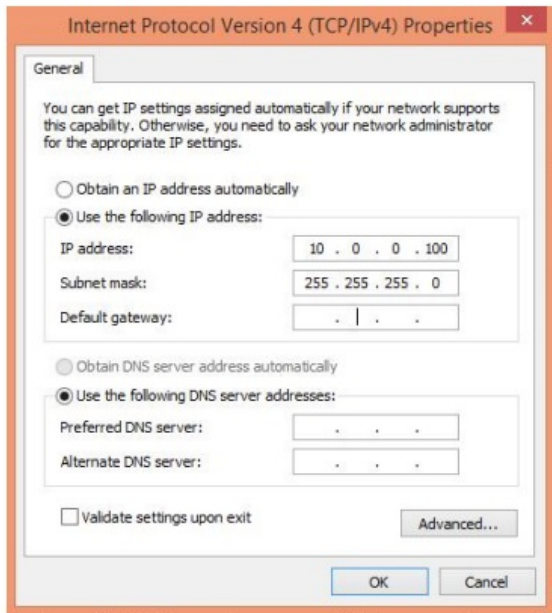 Internet Protocol Version 4 (TCP/IPv4) Properties
General
You can get IP settings assigned automatically if your network supports
this capability. Otherwise, you need to ask your network administrator
for the appropriate IP settings.
Obtain an IP address automatically
Use the following IP address:
IP address: 10 . 0 . 0 . 100
Subnet mask: 255 . 255 . 255 . 0
Default gateway: . . .
Obtain DNS server address automatically
Use the following DNS server addresses:
Preferred DNS server: . . .
Alternate DNS server: . . .
Validate settings upon exit
Advanced...
OK Cancel